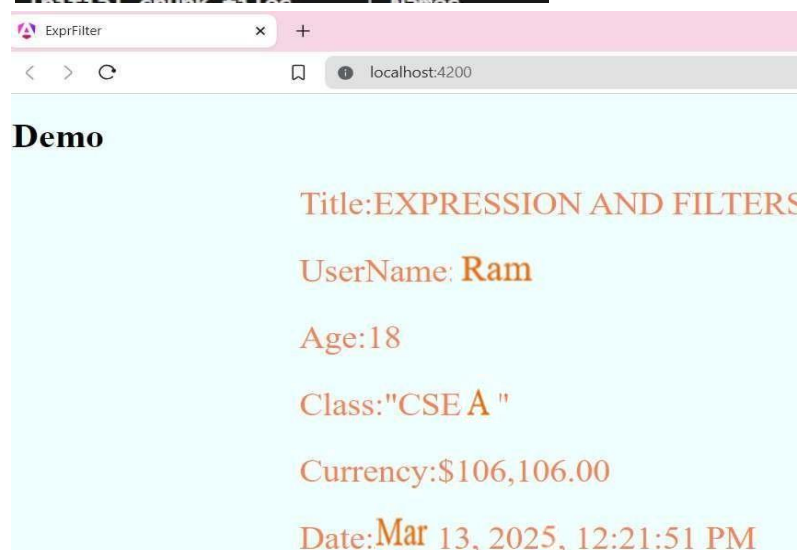 ExprFilter
localhost:4200
Demo
Title:EXPRESSION AND FILTERS
UserName: Ram
Age:18
Class:"CSE A "
Currency:$106,106.00
Date:Mar 13, 2025, 12:21:51 PM